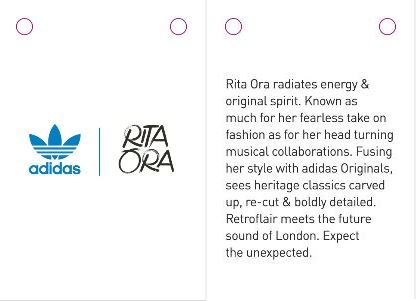 adidas
RITA
ORA
Rita Ora radiates energy &
original spirit. Known as
much for her fearless take on
fashion as for her head turning
musical collaborations. Fusing
her style with adidas Originals,
sees heritage classics carved
up, re-cut & boldly detailed.
Retroflair meets the future
sound of London. Expect
the unexpected.